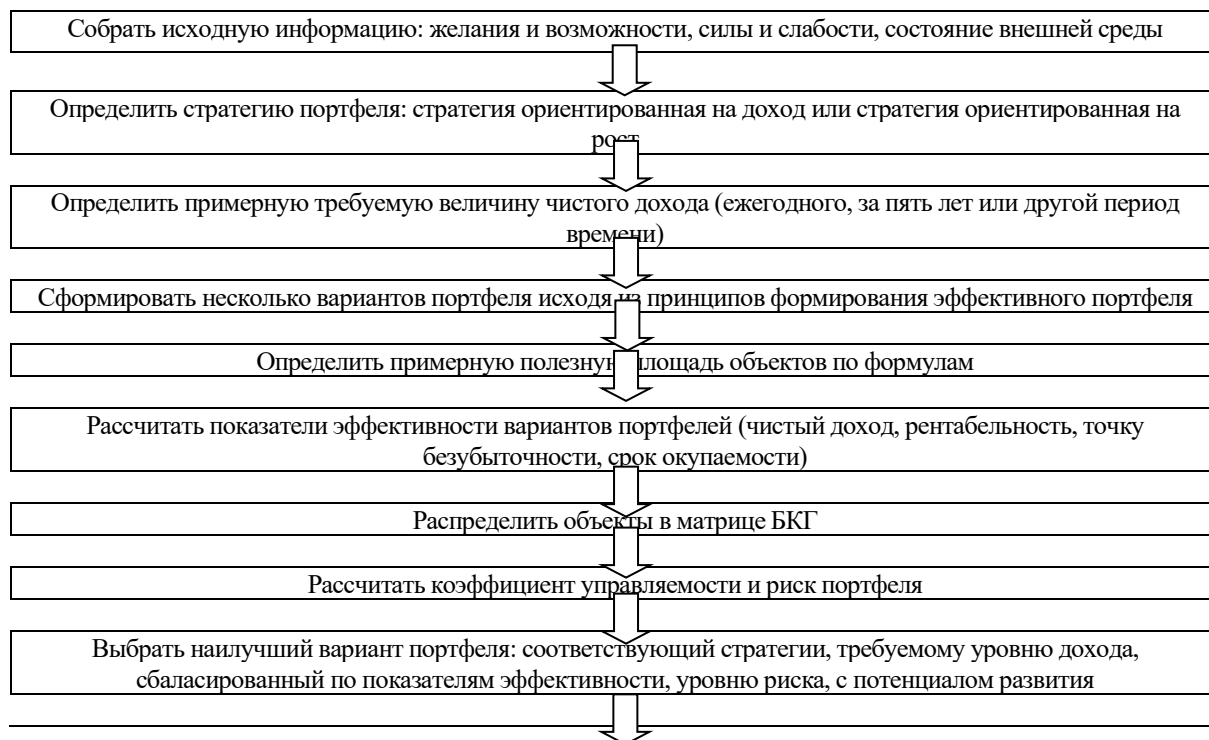 Собрать исходную информацию: желания и возможности, силы и слабости, состояние внешней среды
Определить стратегию портфеля: стратегия ориентированная на доход или стратегия ориентированная на
рост
Определить примерную требуемую величину чистого дохода (ежегодного, за пять лет или другой период
времени)
Сформировать несколько вариантов портфеля исходя из принципов формирования эффективного портфеля
Определить примерную полезную площадь объектов по формулам
Рассчитать показатели эффективности вариантов портфелей (чистый доход, рентабельность, точку
безубыточности, срок окупаемости)
Распределить объекты в матрице БКГ
Рассчитать коэффициент управляемости и риск портфеля
Выбрать наилучший вариант портфеля: соответствующий стратегии, требуемому уровню дохода,
сбаласированный по показателям эффективности, уровню риска, с потенциалом развития